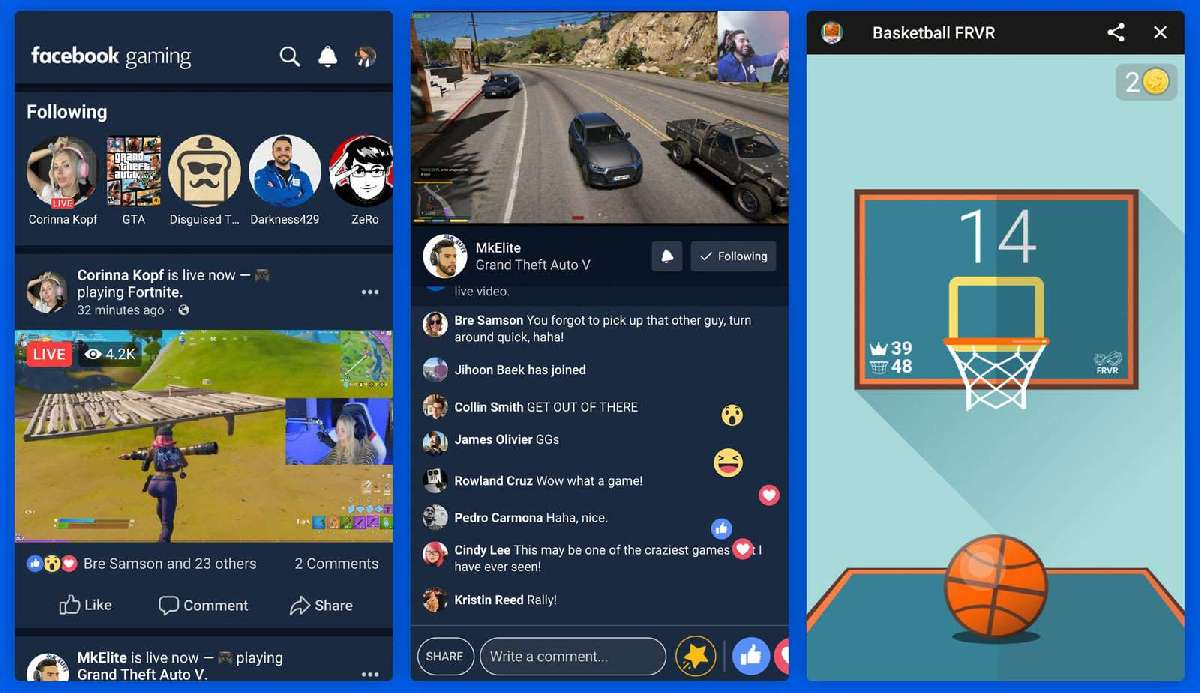 facebook gaming
Following
grand
theft
auto
LIVE
Corinna Kopf
GTA
Disguised T...
Darkness429
ZeRo
Corinna Kopf is live now —
playing Fortnite.
32 minutes ago ·
LIVE
4.2K
Bre Samson and 23 others
2 Comments
Like
Comment
Share
MkElite is live now — playing
Grand Theft Auto V.
MkElite
Grand Theft Auto V
Following
live video.
Bre Samson You forgot to pick up that other guy, turn
around quick, haha!
Jihoon Baek has joined
Collin Smith GET OUT OF THERE
James Olivier GGs
Rowland Cruz Wow what a game!
Pedro Carmona Haha, nice.
Cindy Lee This may be one of the craziest games t I
have ever seen!
Kristin Reed Rally!
SHARE
Write a comment...
Basketball FRVR
2
14
39
48
FRVR